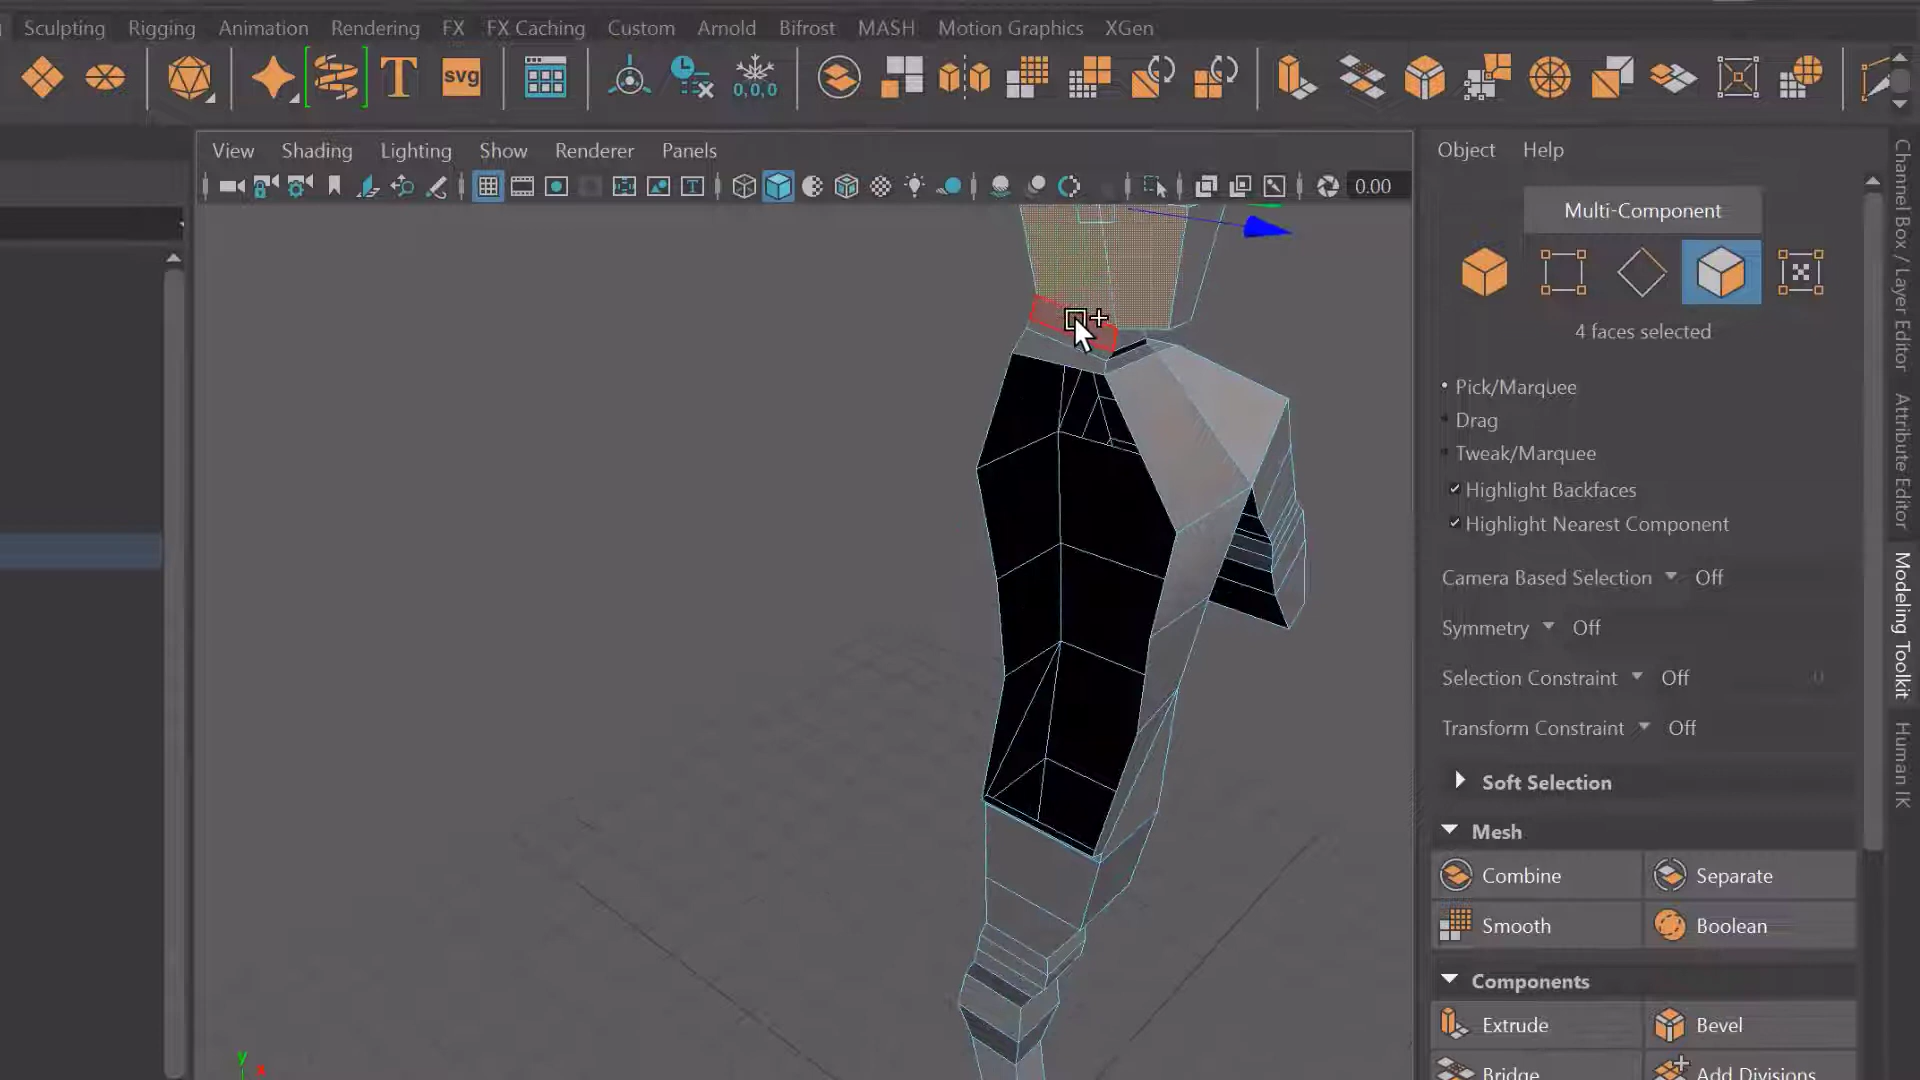 Sculpting Rigging Animation Rendering FX FX Caching Custom Arnold Bifrost MASH Motion Graphics XGen
T svg 0,0,0
View Shading Lighting Show Renderer Panels
T 0.00
Object Help
Multi-Component
4 faces selected
Pick/Marquee
Drag
Tweak/Marquee
Highlight Backfaces
Highlight Nearest Component
Camera Based Selection Off
Symmetry Off
Selection Constraint Off 0
Transform Constraint Off
Soft Selection
Mesh
Combine Separate
Smooth Boolean
Components
Extrude Bevel
Bridge Add Divisions
Channel Box / Layer Editor
Attribute Editor
Modeling Toolkit
Human IK
y
x